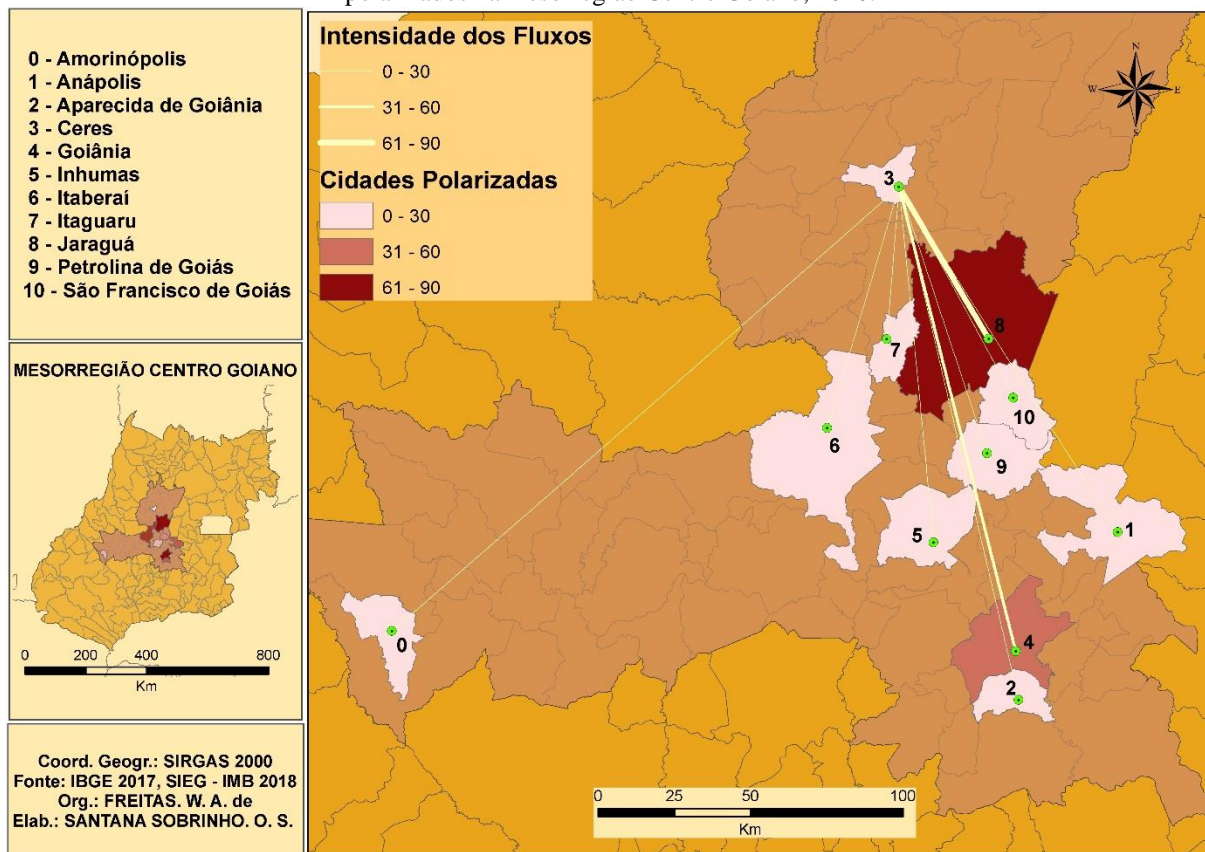 0 - Amorinópolis
1 - Anápolis
2 - Aparecida de Goiânia
3 - Ceres
4 - Goiânia
5 - Inhumas
6 - Itaberaí
7 - Itaguaru
8 - Jaraguá
9 - Petrolina de Goiás
10 - São Francisco de Goiás
MESORREGIÃO CENTRO GOIANO
0 200 400 800
Km
Coord. Geogr.: SIRGAS 2000
Fonte: IBGE 2017, SIEG - IMB 2018
Org.: FREITAS. W. A. de
Elab.: SANTANA SOBRINHO. O. S.
Intensidade dos Fluxos
0 - 30
31 - 60
61 - 90
Cidades Polarizadas
0 - 30
31 - 60
61 - 90
N
W E
S
3
8
7
10
6
9
1
5
0
4
2
0 25 50 100
Km